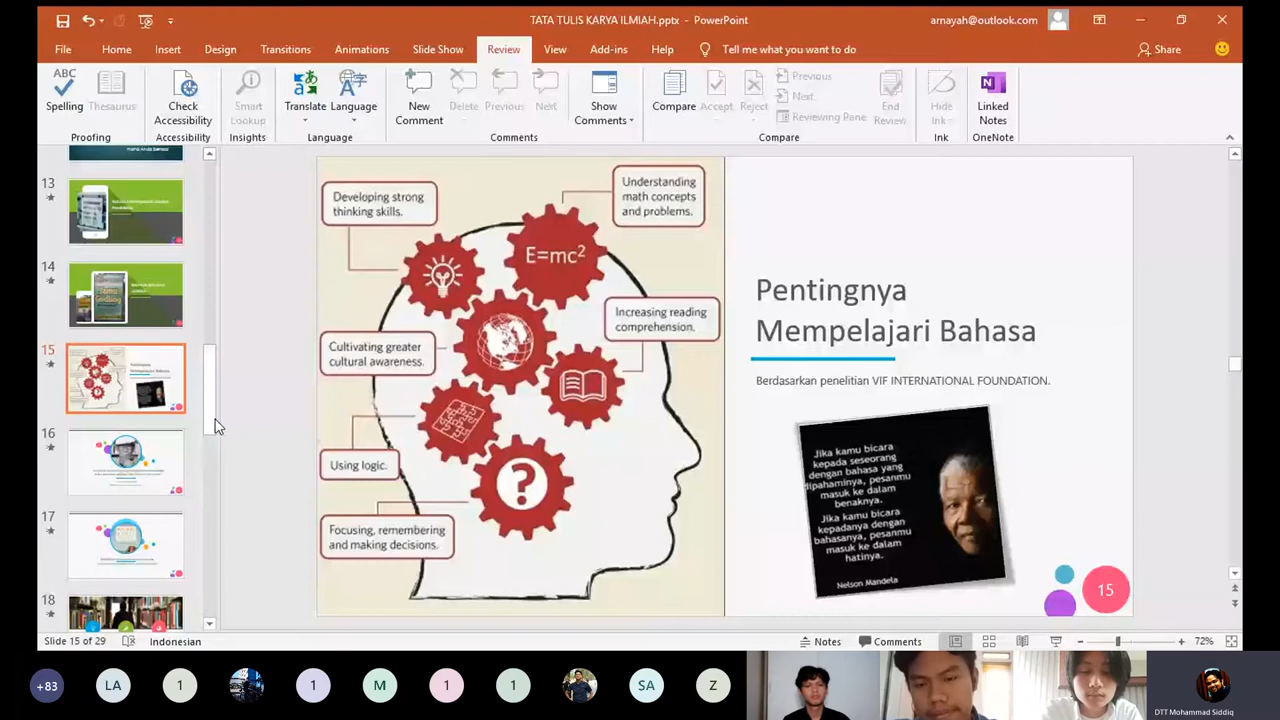 TATA TULIS KARYA ILMIAH.pptx - PowerPoint
arnayah@outlook.com
File Home Insert Design Transitions Animations Slide Show Review View Add-ins Help Tell me what you want to do Share
ABC
Spelling
Thesaurus
Check
Accessibility
Smart
Lookup
Translate
Language
New
Comment
Delete
Previous
Next
Show
Comments
Compare
Accept
Reject
Previous
Next
Reviewing Pane
End
Review
Hide
Ink
Linked
Notes
Proofing Accessibility Insights Language Comments Compare Ink OneNote
13
14
15
16
17
18
Developing strong
thinking skills.
Understanding
math concepts
and problems.
E=mc²
Increasing reading
comprehension.
Cultivating greater
cultural awareness.
Using logic.
?
Focusing, remembering
and making decisions.
Pentingnya
Mempelajari Bahasa
Berdasarkan penelitian VIF INTERNATIONAL FOUNDATION.
Jika kamu bicara
kepada seseorang
dengan bahasa yang
dipahaminya, pesanmu
masuk ke dalam
benaknya.
Jika kamu bicara
kepadanya dengan
bahasanya, pesanmu
masuk ke dalam
hatinya.
Nelson Mandela
15
Slide 15 of 29 Indonesian Notes Comments 72%
+83 LA 1 1 M 1 1 SA Z
DTT Mohammad Siddiq